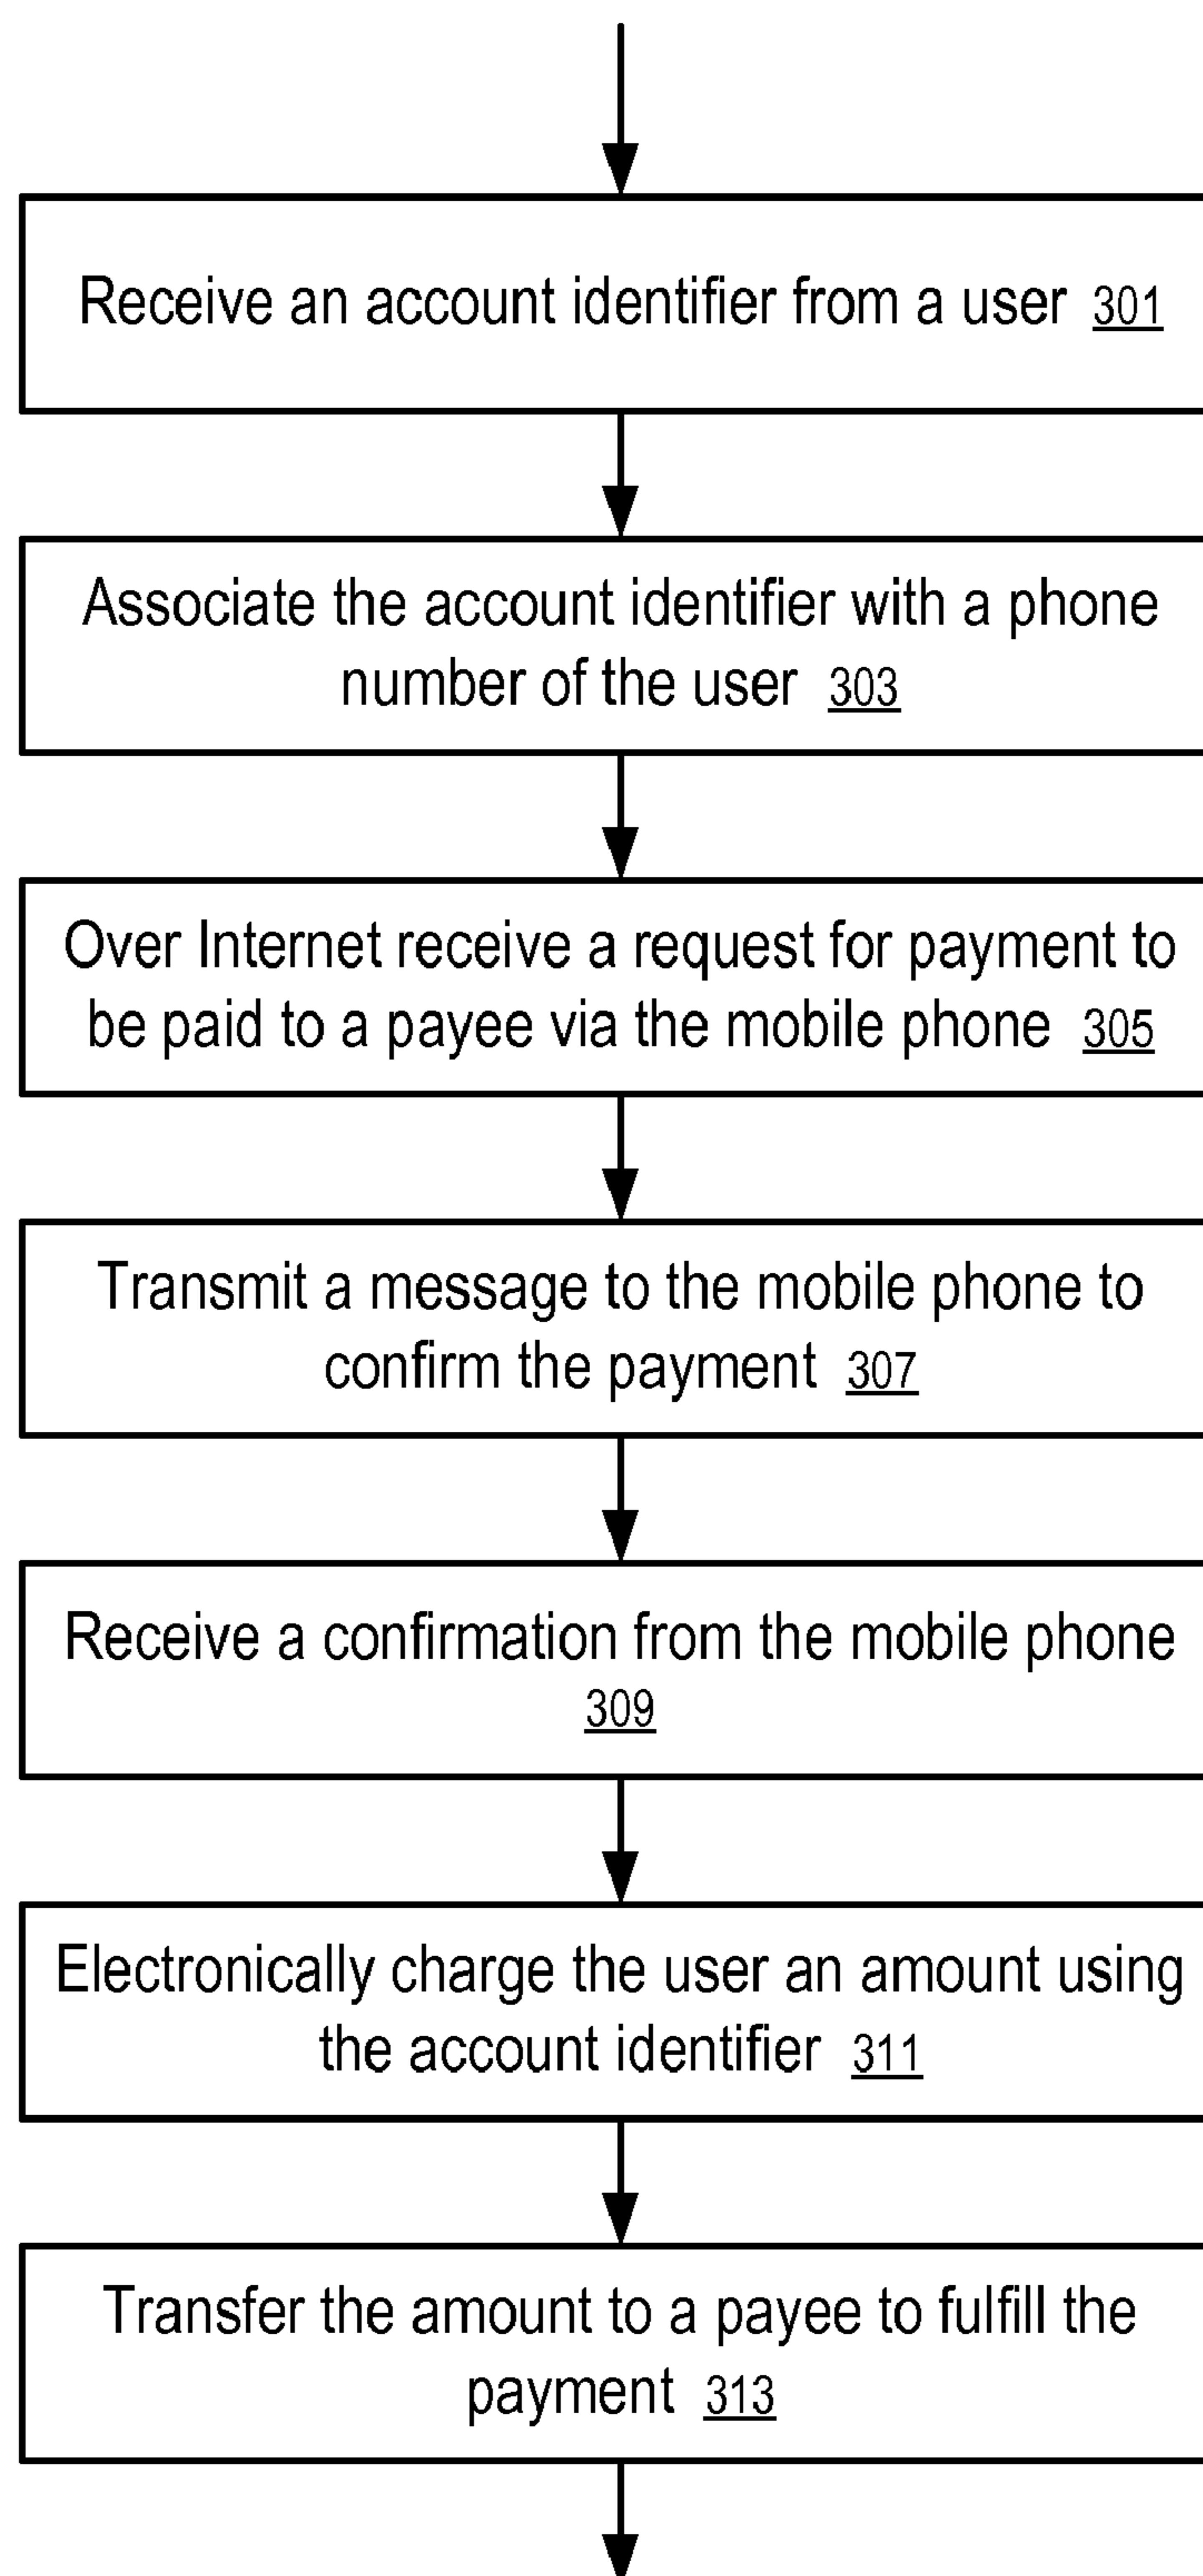 Receive an account identifier from a user 301
Associate the account identifier with a phone
number of the user 303
Over Internet receive a request for payment to
be paid to a payee via the mobile phone 305
Transmit a message to the mobile phone to
confirm the payment 307
Receive a confirmation from the mobile phone
309
Electronically charge the user an amount using
the account identifier 311
Transfer the amount to a payee to fulfill the
payment 313